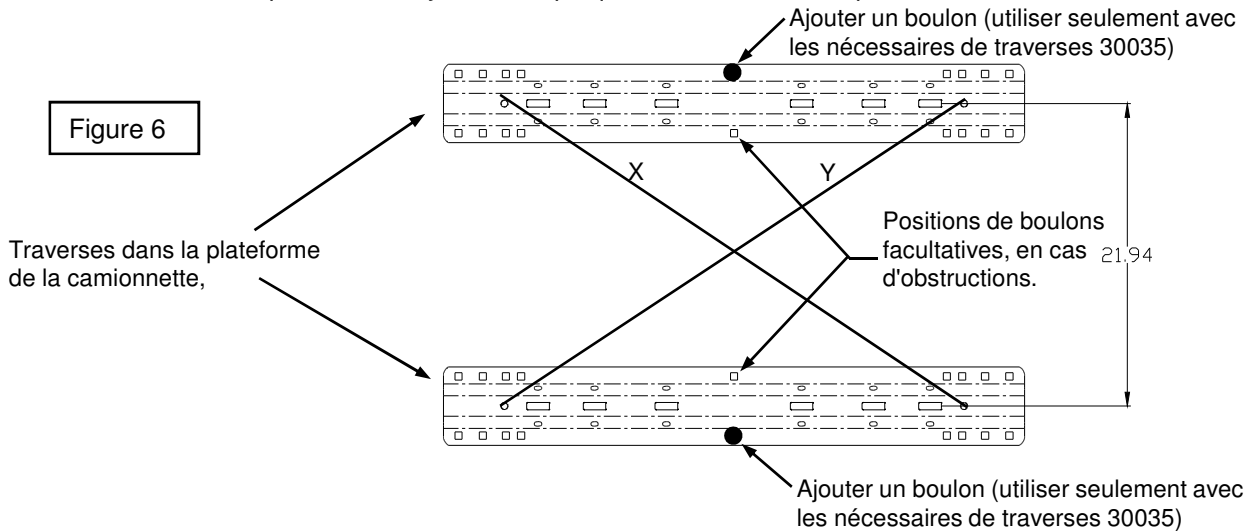 Ajouter un boulon (utiliser seulement avec
les nécessaires de traverses 30035)
Figure 6
X
Y
Traverses dans la plateforme
de la camionnette,
Positions de boulons
facultatives, en cas
d'obstructions.
21.94
Ajouter un boulon (utiliser seulement avec
les nécessaires de traverses 30035)